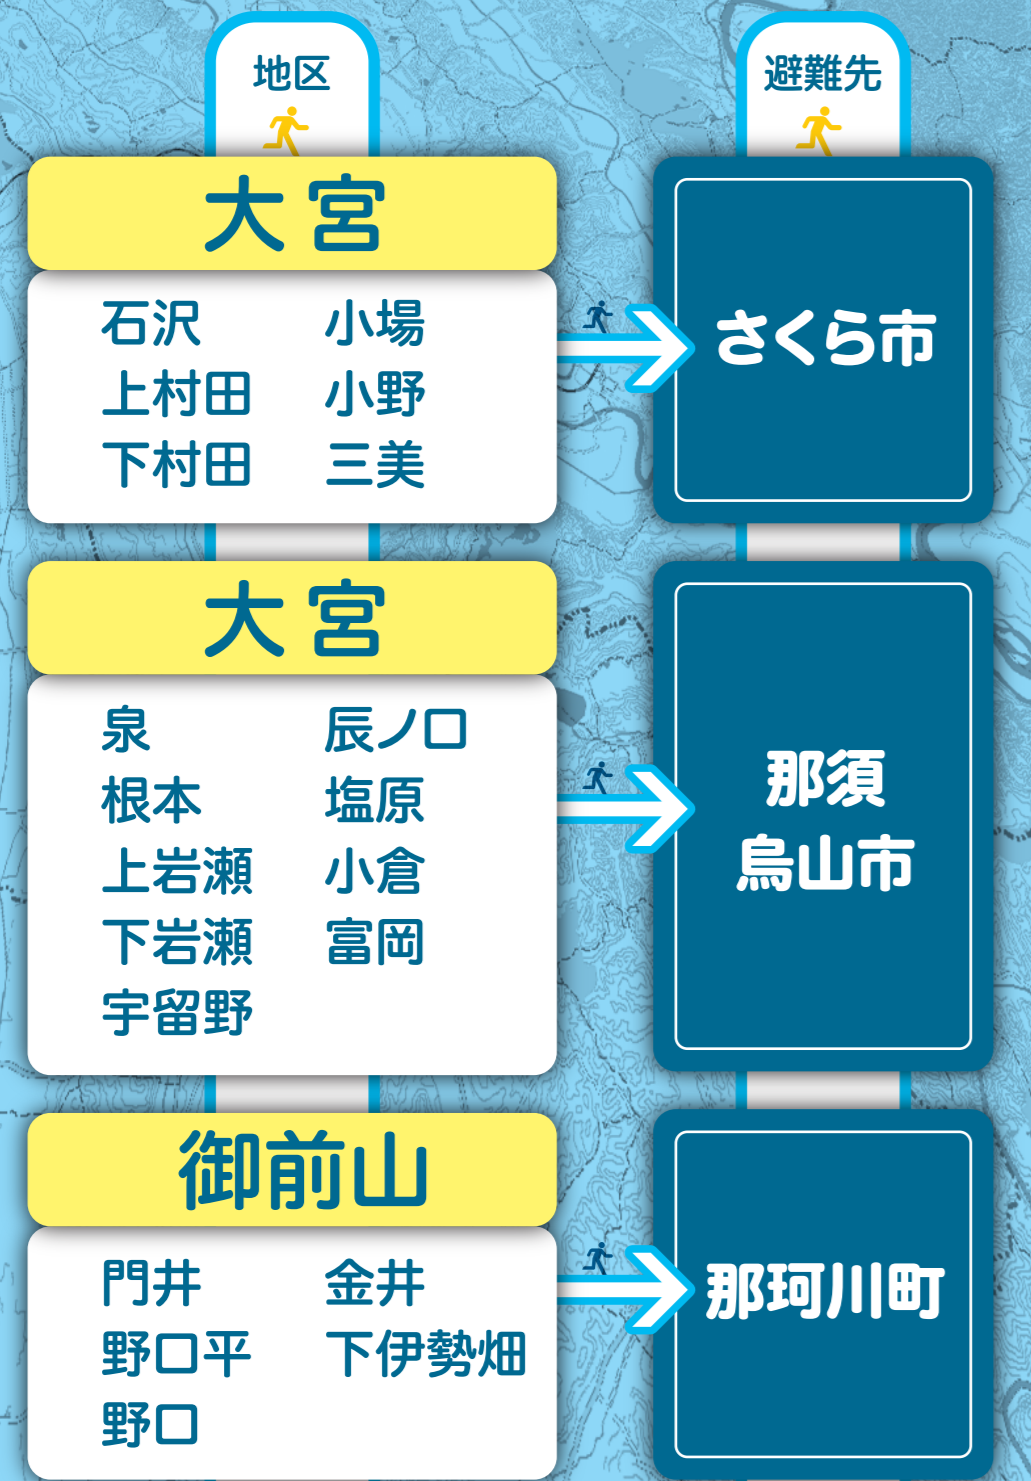 地区
避難先
大宮
石沢 小場
上村田 小野
下村田 三美
さくら市
大宮
泉 辰ノ口
根本 塩原
上岩瀬 小倉
下岩瀬 富岡
宇留野
那須
烏山市
御前山
門井 金井
野口平 下伊勢畑
野口
那珂川町